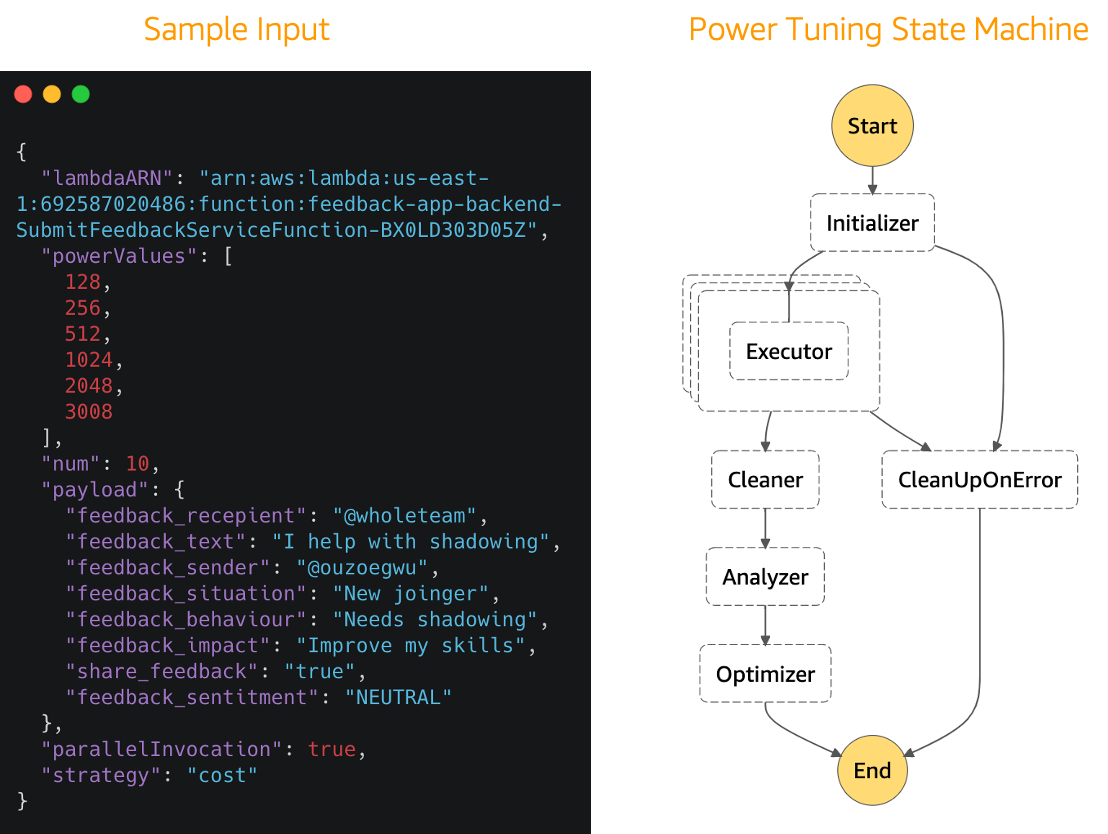 Sample Input
Power Tuning State Machine
{
"lambdaARN": "arn:aws:lambda:us-east-
1:692587020486:function:feedback-app-backend-
SubmitFeedbackServiceFunction-BX0LD303D05Z",
"powerValues": [
128,
256,
512,
1024,
2048,
3008
],
"num": 10,
"payload": {
"feedback_recepient": "@wholeteam",
"feedback_text": "I help with shadowing",
"feedback_sender": "@ouzoegwu",
"feedback_situation": "New joinger",
"feedback_behaviour": "Needs shadowing",
"feedback_impact": "Improve my skills",
"share_feedback": "true",
"feedback_sentitment": "NEUTRAL"
},
"parallelInvocation": true,
"strategy": "cost"
}
Start
Initializer
Executor
Cleaner
CleanUpOnError
Analyzer
Optimizer
End